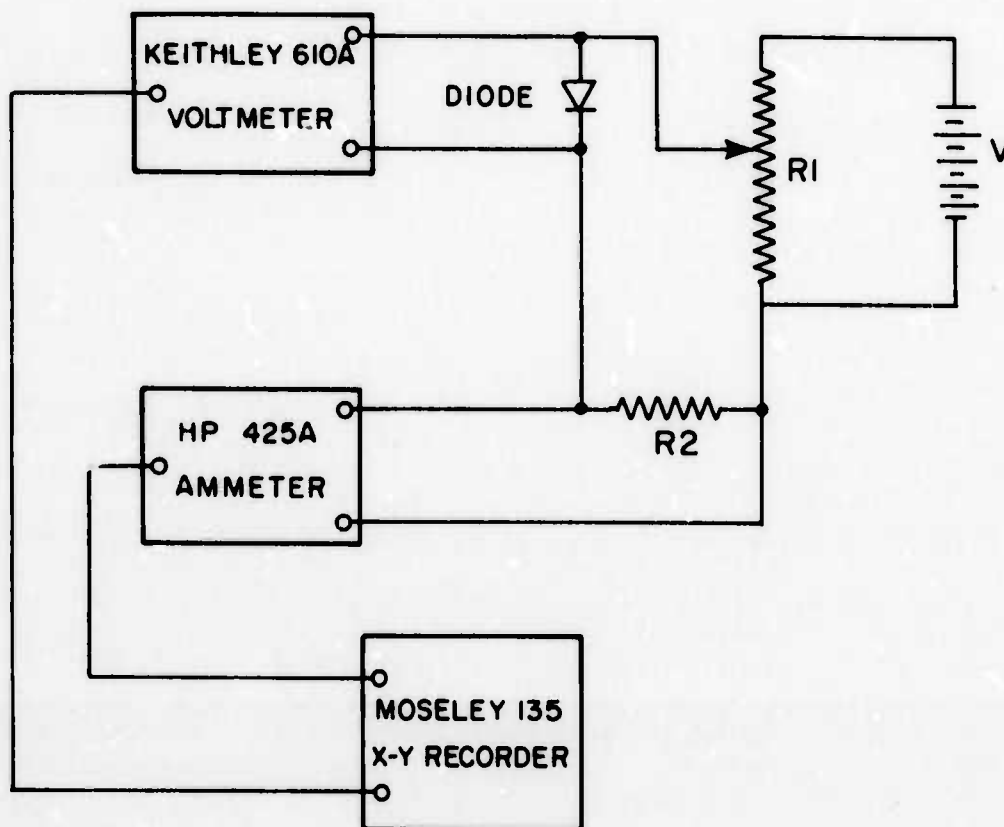 KEITHLEY 610A
VOLTMETER
DIODE
R1
V
HP 425A
AMMETER
R2
MOSELEY 135
X-Y RECORDER